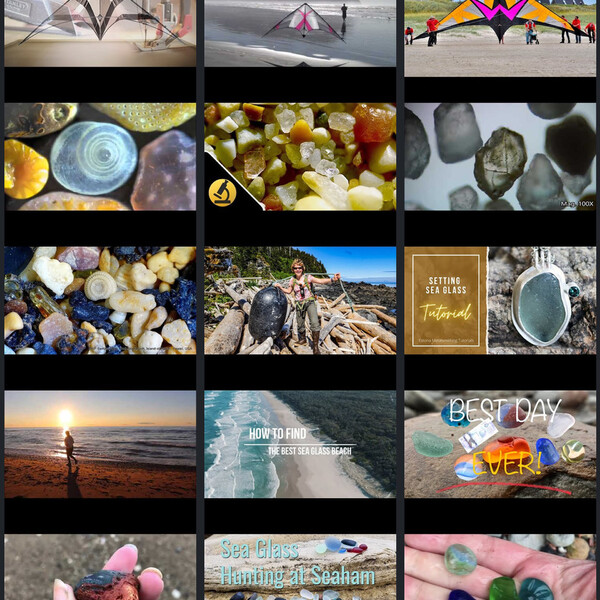 Mag. 100X
SETTING
SEA GLASS
Tutorial
HOW TO FIND
THE BEST SEA GLASS BEACH
BEST DAY
EVER!
Sea Glass
Hunting at Seaham